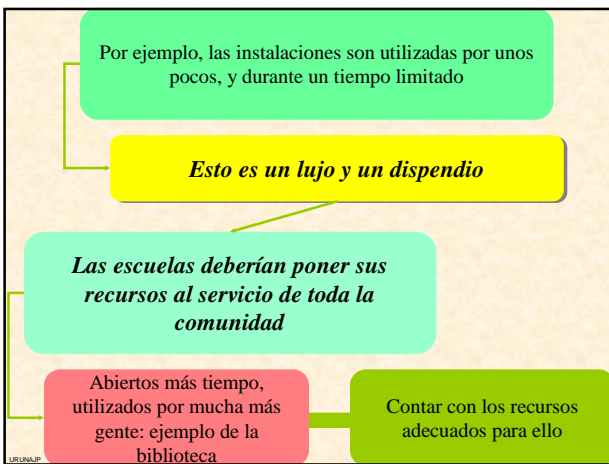 Por ejemplo, las instalaciones son utilizadas por unos
pocos, y durante un tiempo limitado
Esto es un lujo y un dispendio
Las escuelas deberían poner sus
recursos al servicio de toda la
comunidad
Abiertos más tiempo,
utilizados por mucha más
gente: ejemplo de la
biblioteca
Contar con los recursos
adecuados para ello
URUNAJP